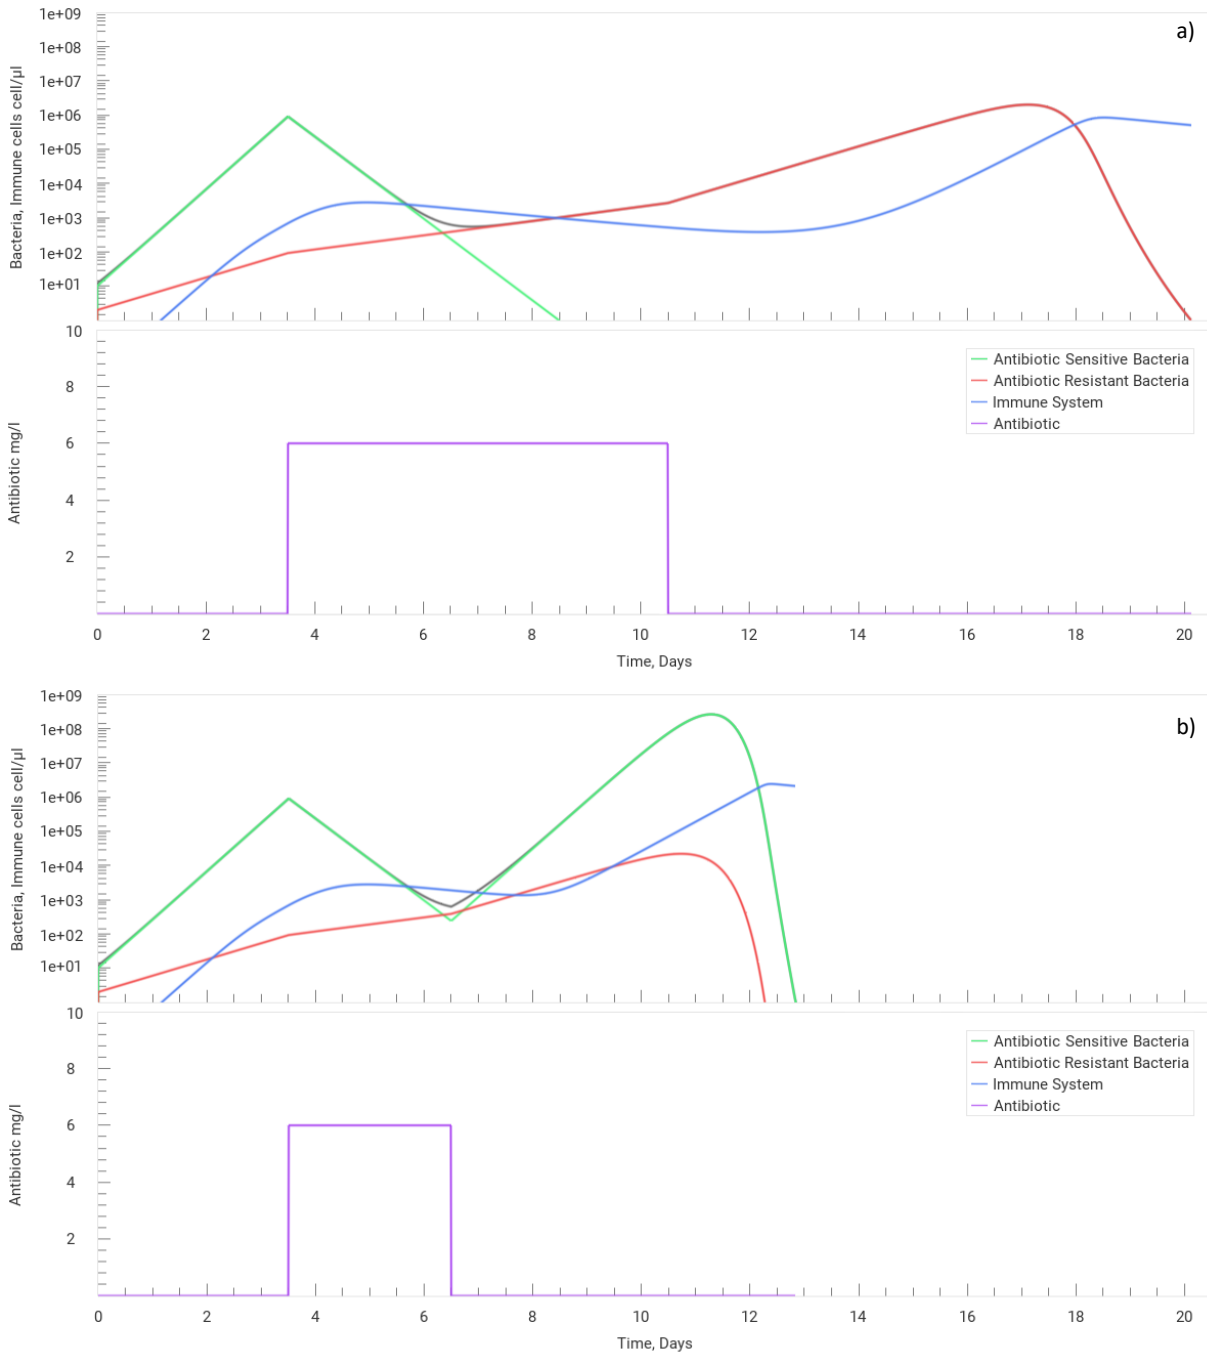 a)
1e+09
1e+08
1e+07
1e+06
1e+05
1e+04
1e+03
1e+02
1e+01
Bacteria, Immune cells cell/µl
10
8
6
4
2
Antibiotic mg/l
Antibiotic Sensitive Bacteria
Antibiotic Resistant Bacteria
Immune System
Antibiotic
0 2 4 6 8 10 12 14 16 18 20
Time, Days
b)
1e+09
1e+08
1e+07
1e+06
1e+05
1e+04
1e+03
1e+02
1e+01
Bacteria, Immune cells cell/µl
10
8
6
4
2
Antibiotic mg/l
Antibiotic Sensitive Bacteria
Antibiotic Resistant Bacteria
Immune System
Antibiotic
0 2 4 6 8 10 12 14 16 18 20
Time, Days